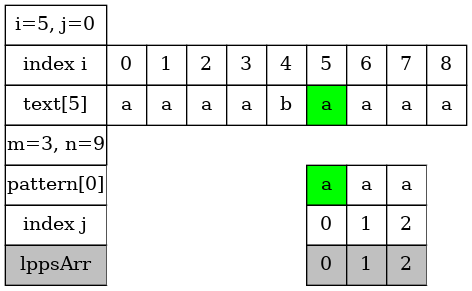 i=5, j=0
index i 0 1 2 3 4 5 6 7 8
text[5] a a a a b a a a a
m=3, n=9
pattern[0] a a a
index j 0 1 2
lppsArr 0 1 2